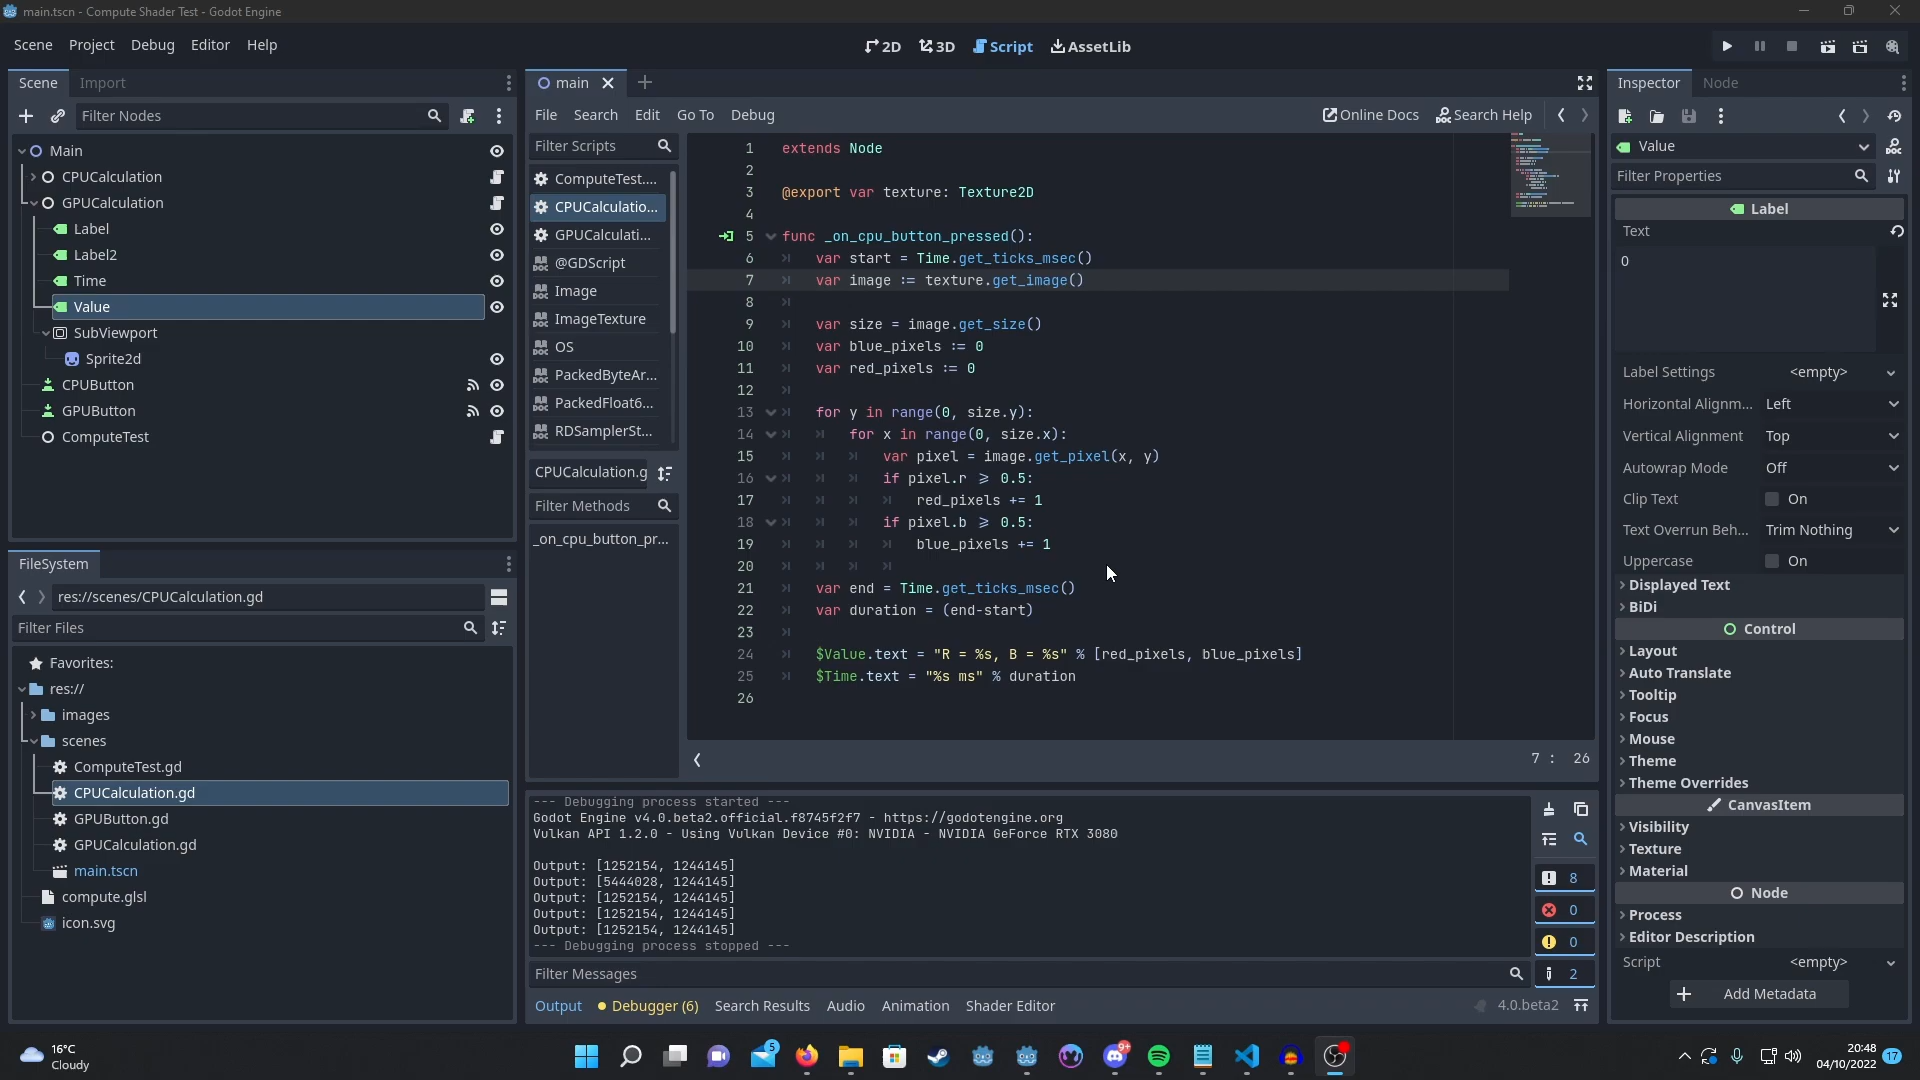 main.tscn - Compute Shader Test - Godot Engine
Scene Project Debug Editor Help
2D 3D Script AssetLib
Scene Import
Filter Nodes
Main
CPUCalculation
GPUCalculation
Label
Label2
Time
Value
SubViewport
Sprite2d
CPUButton
GPUButton
ComputeTest
FileSystem
res://scenes/CPUCalculation.gd
Filter Files
Favorites:
res://
images
scenes
ComputeTest.gd
CPUCalculation.gd
GPUButton.gd
GPUCalculation.gd
main.tscn
compute.glsl
icon.svg
main
File Search Edit Go To Debug
Online Docs Search Help
Filter Scripts
ComputeTest....
CPUCalculatio...
GPUCalculati...
@GDScript
Image
ImageTexture
OS
PackedByteAr...
PackedFloat6...
RDSamplerSt...
CPUCalculation.g
Filter Methods
_on_cpu_button_pr...
1 extends Node
2
3 @export var texture: Texture2D
4
5 func _on_cpu_button_pressed():
6 var start = Time.get_ticks_msec()
7 var image := texture.get_image()
8
9 var size = image.get_size()
10 var blue_pixels := 0
11 var red_pixels := 0
12
13 for y in range(0, size.y):
14 for x in range(0, size.x):
15 var pixel = image.get_pixel(x, y)
16 if pixel.r ⩾ 0.5:
17 red_pixels += 1
18 if pixel.b ⩾ 0.5:
19 blue_pixels += 1
20
21 var end = Time.get_ticks_msec()
22 var duration = (end-start)
23
24 $Value.text = "R = %s, B = %s" % [red_pixels, blue_pixels]
25 $Time.text = "%s ms" % duration
26
7 : 26
--- Debugging process started ---
Godot Engine v4.0.beta2.official.f8745f2f7 - https://godotengine.org
Vulkan API 1.2.0 - Using Vulkan Device #0: NVIDIA - NVIDIA GeForce RTX 3080
Output: [1252154, 1244145]
Output: [5444028, 1244145]
Output: [1252154, 1244145]
Output: [1252154, 1244145]
Output: [1252154, 1244145]
--- Debugging process stopped ---
8
0
0
2
Filter Messages
Output Debugger (6) Search Results Audio Animation Shader Editor
4.0.beta2
Inspector Node
Value
Filter Properties
Label
Text
0
Label Settings <empty>
Horizontal Alignm... Left
Vertical Alignment Top
Autowrap Mode Off
Clip Text On
Text Overrun Beh... Trim Nothing
Uppercase On
Displayed Text
BiDi
Control
Layout
Auto Translate
Tooltip
Focus
Mouse
Theme
Theme Overrides
CanvasItem
Visibility
Texture
Material
Node
Process
Editor Description
Script <empty>
Add Metadata
16°C
Cloudy
5
9+
20:48
04/10/2022
17